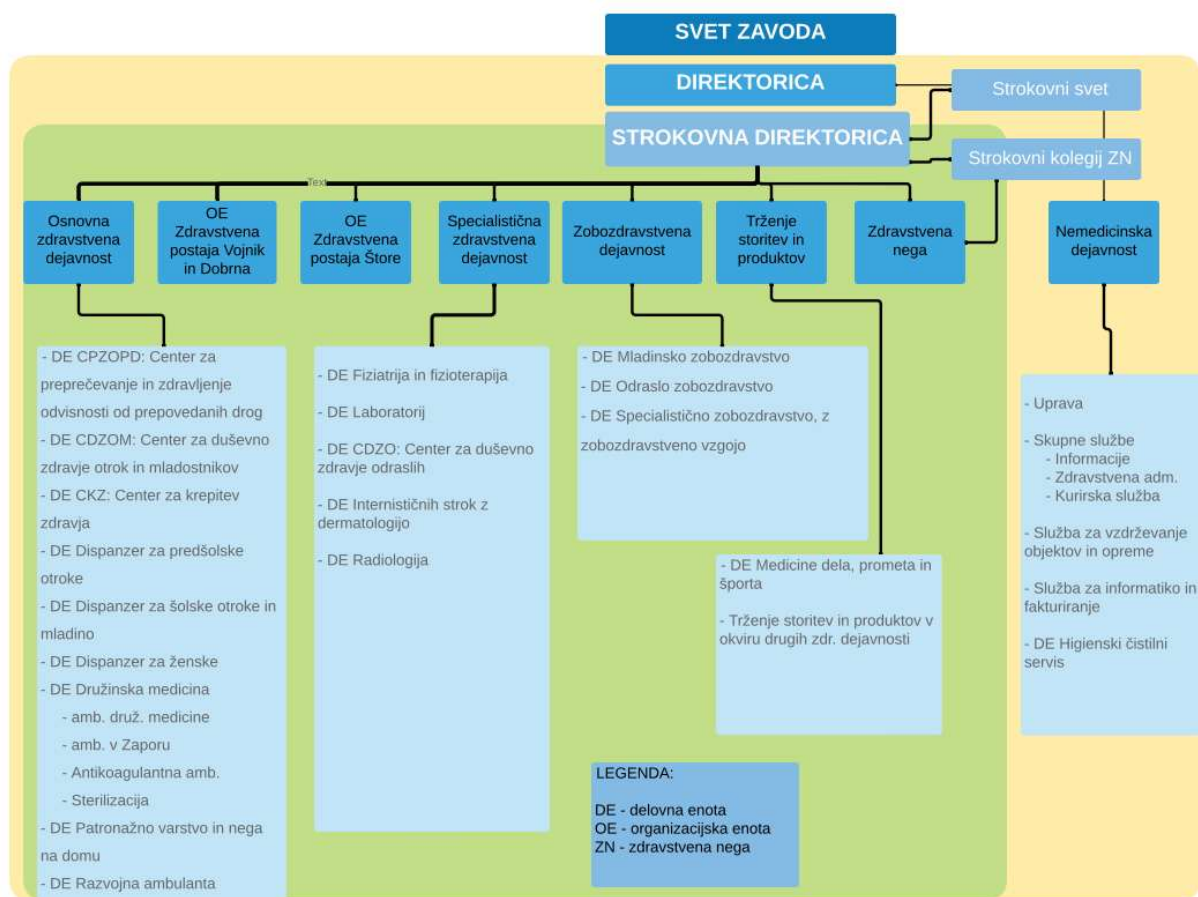 SVET ZAVODA
DIREKTORICA
Strokovni svet
STROKOVNA DIREKTORICA
Strokovni kolegij ZN
Text
Osnovna
zdravstvena
dejavnost
OE
Zdravstvena
postaja Vojnik
in Dobrna
OE
Zdravstvena
postaja Štore
Specialistična
zdravstvena
dejavnost
Zobozdravstvena
dejavnost
Trženje
storitev in
produktov
Zdravstvena
nega
Nemedicinska
dejavnost
- DE CPZOPD: Center za
preprečevanje in zdravljenje
odvisnosti od prepovedanih drog
- DE CDZOM: Center za duševno
zdravje otrok in mladostnikov
- DE CKZ: Center za krepitev
zdravja
- DE Dispanzer za predšolske
otroke
- DE Dispanzer za šolske otroke in
mladino
- DE Dispanzer za ženske
- DE Družinska medicina
- amb. druž. medicine
- amb. v Zaporu
- Antikoagulantna amb.
- Sterilizacija
- DE Patronažno varstvo in nega
na domu
- DE Razvojna ambulanta
- DE Fiziatrija in fizioterapija
- DE Laboratorij
- DE CDZO: Center za duševno
zdravje odraslih
- DE Internističnih strok z
dermatologijo
- DE Radiologija
- DE Mladinsko zobozdravstvo
- DE Odraslo zobozdravstvo
- DE Specialistično zobozdravstvo, z
zobozdravstveno vzgojo
- DE Medicine dela, prometa in
športa
- Trženje storitev in produktov v
okviru drugih zdr. dejavnosti
- Uprava
- Skupne službe
- Informacije
- Zdravstvena adm.
- Kurirska služba
- Služba za vzdrževanje
objektov in opreme
- Služba za informatiko in
fakturiranje
- DE Higienski čistilni
servis
LEGENDA:
DE - delovna enota
OE - organizacijska enota
ZN - zdravstvena nega